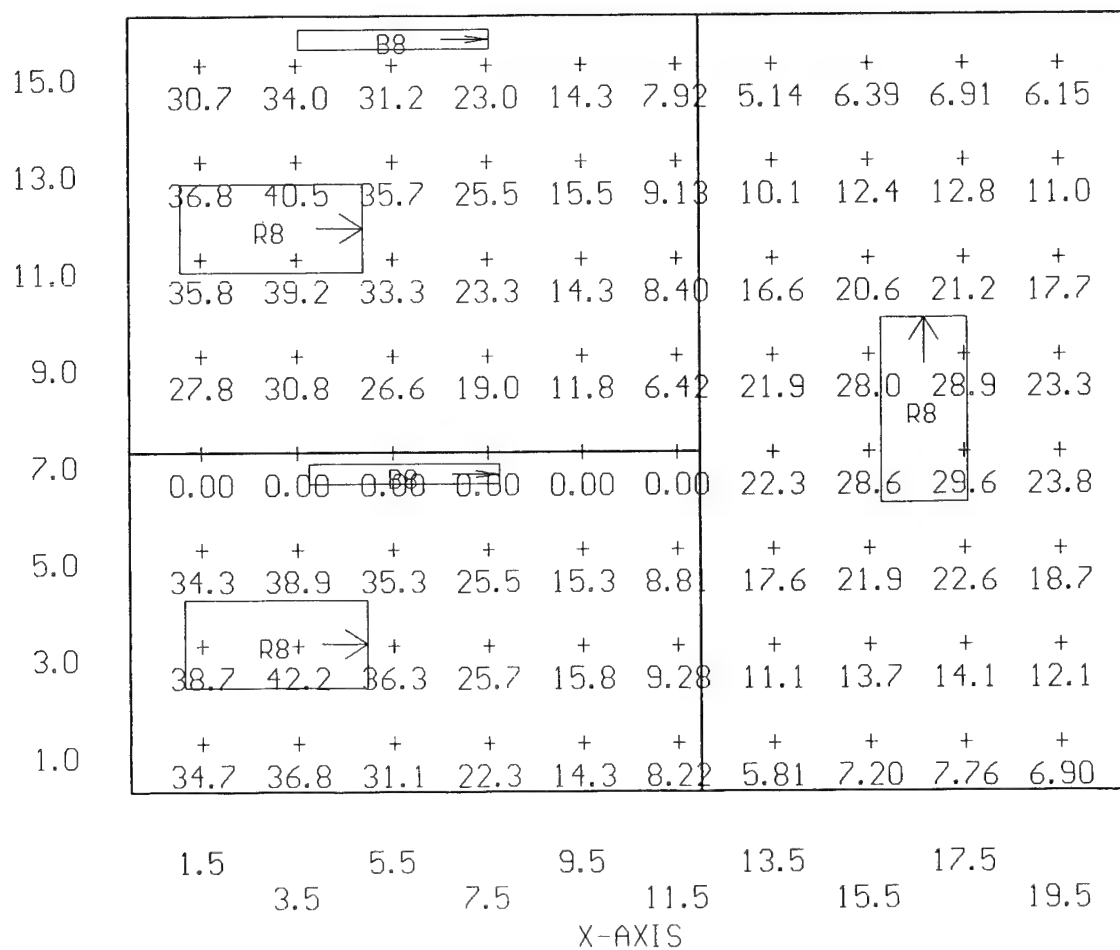 B8
15.0 30.7 34.0 31.2 23.0 14.3 7.92 5.14 6.39 6.91 6.15
13.0 36.8 40.5 35.7 25.5 15.5 9.13 10.1 12.4 12.8 11.0
R8
11.0 35.8 39.2 33.3 23.3 14.3 8.40 16.6 20.6 21.2 17.7
9.0 27.8 30.8 26.6 19.0 11.8 6.42 21.9 28.0 28.9 23.3
R8
7.0 0.00 0.00 0.00 0.00 0.00 0.00 22.3 28.6 29.6 23.8
B8
5.0 34.3 38.9 35.3 25.5 15.3 8.81 17.6 21.9 22.6 18.7
R8
3.0 38.7 42.2 36.3 25.7 15.8 9.28 11.1 13.7 14.1 12.1
1.0 34.7 36.8 31.1 22.3 14.3 8.22 5.81 7.20 7.76 6.90
1.5 5.5 9.5 13.5 17.5
3.5 7.5 11.5 15.5 19.5
X-AXIS